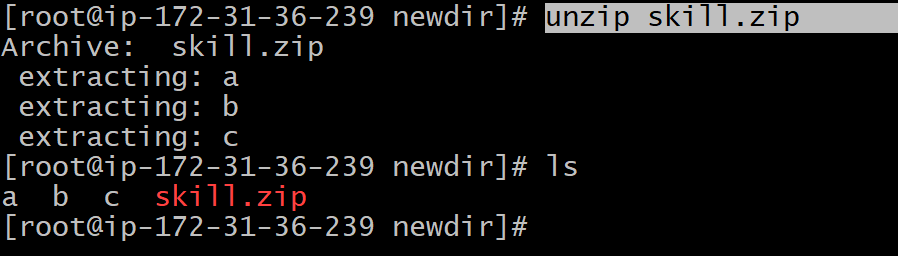 [root@ip-172-31-36-239 newdir]# unzip skill.zip
Archive:  skill.zip
 extracting: a
 extracting: b
 extracting: c
[root@ip-172-31-36-239 newdir]# ls
a  b  c  skill.zip
[root@ip-172-31-36-239 newdir]#